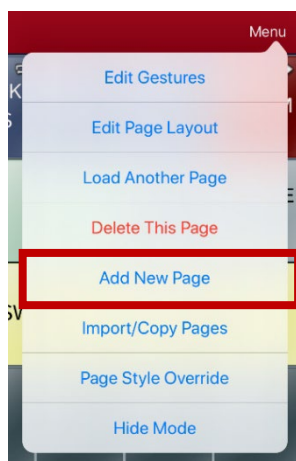 Menu
Edit Gestures
Edit Page Layout
Load Another Page
Delete This Page
Add New Page
Import/Copy Pages
Page Style Override
Hide Mode